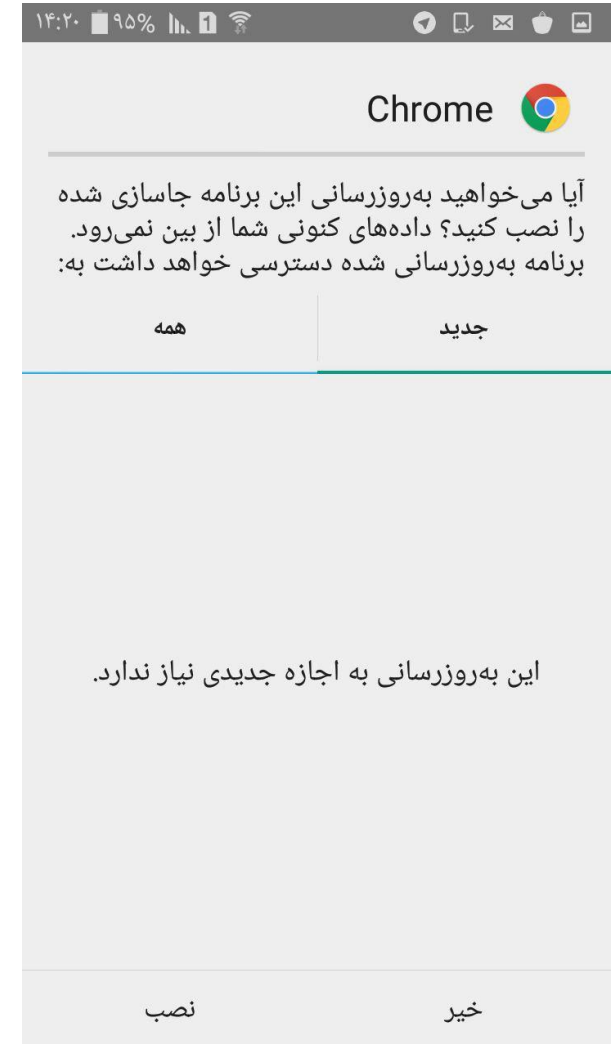 ۱۴:۲۰ ۹۵% 1
Chrome
آیا می‌خواهید به‌روزرسانی این برنامه جاسازی شده
را نصب کنید؟ داده‌های کنونی شما از بین نمی‌رود.
برنامه به‌روزرسانی شده دسترسی خواهد داشت به:
جدید
همه
این به‌روزرسانی به اجازه جدیدی نیاز ندارد.
خیر
نصب